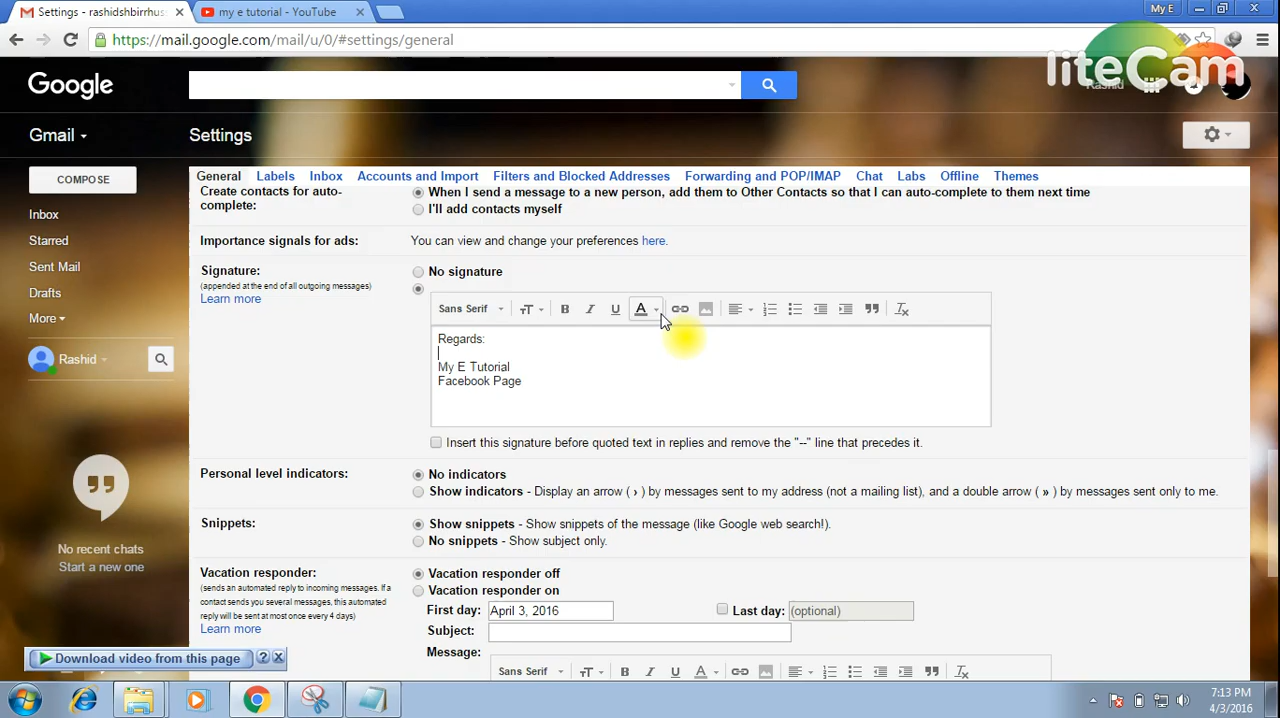 Settings - rashidshbirrhus
my e tutorial - YouTube
My E
https://mail.google.com/mail/u/0/#settings/general
liteCam
Google
Rashid
Gmail
Settings
COMPOSE
General Labels Inbox Accounts and Import Filters and Blocked Addresses Forwarding and POP/IMAP Chat Labs Offline Themes
Inbox
Starred
Sent Mail
Drafts
More
Rashid
No recent chats
Start a new one
Create contacts for auto-
complete:
When I send a message to a new person, add them to Other Contacts so that I can auto-complete to them next time
I'll add contacts myself
Importance signals for ads:
You can view and change your preferences here.
Signature:
(appended at the end of all outgoing messages)
Learn more
No signature
Sans Serif
Regards:
My E Tutorial
Facebook Page
Insert this signature before quoted text in replies and remove the "--" line that precedes it.
Personal level indicators:
No indicators
Show indicators - Display an arrow ( › ) by messages sent to my address (not a mailing list), and a double arrow ( » ) by messages sent only to me.
Snippets:
Show snippets - Show snippets of the message (like Google web search!).
No snippets - Show subject only.
Vacation responder:
(sends an automated reply to incoming messages. If a
contact sends you several messages, this automated
reply will be sent at most once every 4 days)
Learn more
Vacation responder off
Vacation responder on
First day: April 3, 2016 Last day: (optional)
Subject:
Message:
Sans Serif
Download video from this page
7:13 PM
4/3/2016